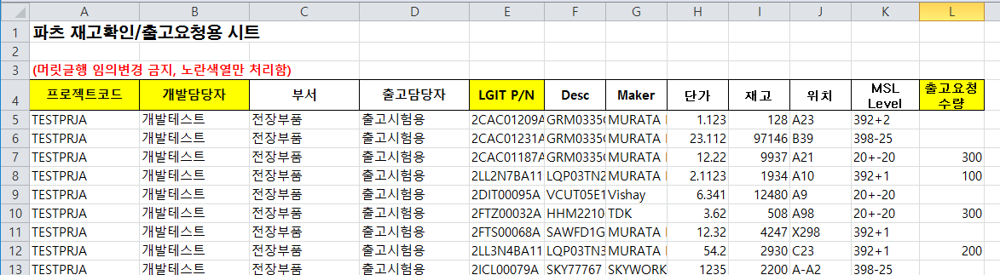 A B C D E F G H I J K L
1 파츠 재고확인/출고요청용 시트
2
3 (머릿글행 임의변경 금지, 노란색열만 처리함)
4 프로젝트코드 개발담당자 부서 출고담당자 LGIT P/N Desc Maker 단가 재고 위치 MSL Level 출고요청 수량
5 TESTPRJA 개발테스트 전장부품 출고시험용 2CAC01209A GRM0335C MURATA 1.123 128 A23 392+2
6 TESTPRJA 개발테스트 전장부품 출고시험용 2CAC01231A GRM0335C MURATA 23.112 97146 B39 398-25
7 TESTPRJA 개발테스트 전장부품 출고시험용 2CAC01187A GRM0335C MURATA 12.22 9937 A21 20+-20 300
8 TESTPRJA 개발테스트 전장부품 출고시험용 2LL2N7BA11 LQP03TN2 MURATA 2.1123 1934 A10 392+1 100
9 TESTPRJA 개발테스트 전장부품 출고시험용 2DIT00095A VCUT05E1 Vishay 6.341 12480 A9 20+-20
10 TESTPRJA 개발테스트 전장부품 출고시험용 2FTZ00032A HHM2210 TDK 3.62 508 A98 20+-20 300
11 TESTPRJA 개발테스트 전장부품 출고시험용 2FTS00068A SAWFD1G MURATA 12.32 4247 X298 392+1
12 TESTPRJA 개발테스트 전장부품 출고시험용 2LL3N4BA11 LQP03TN3 MURATA 54.2 2930 C23 392+1 200
13 TESTPRJA 개발테스트 전장부품 출고시험용 2ICL00079A SKY77767 SKYWORK 1235 2200 A-A2 398-25